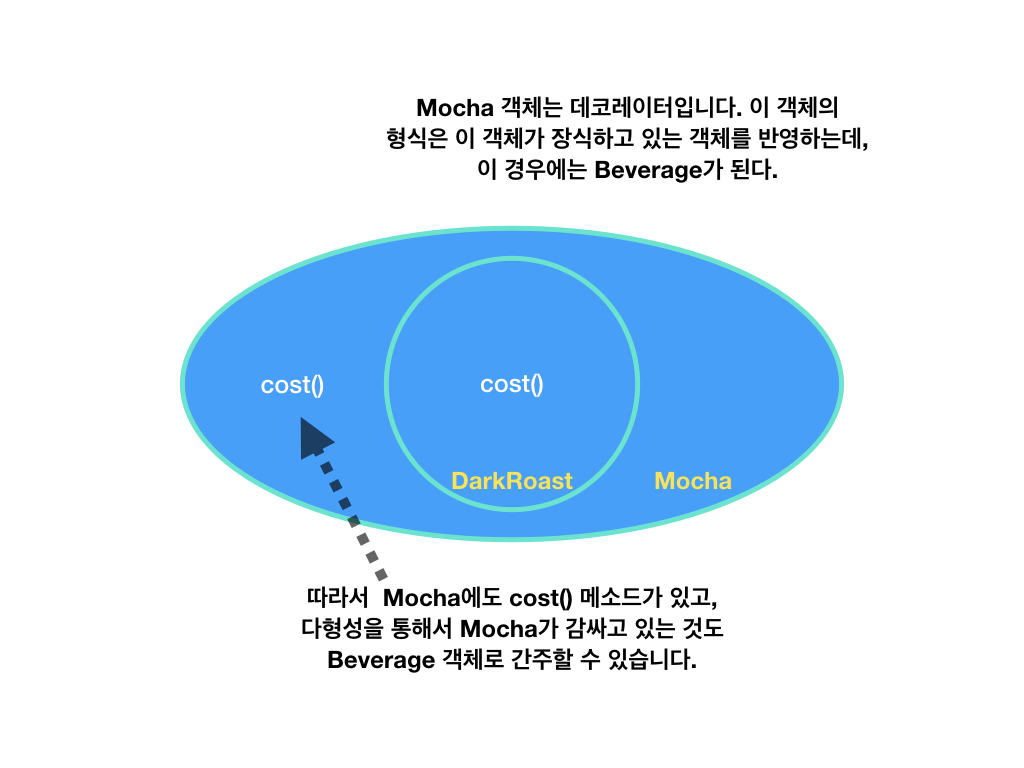 Mocha 객체는 데코레이터입니다. 이 객체의
형식은 이 객체가 장식하고 있는 객체를 반영하는데,
이 경우에는 Beverage가 된다.
cost()
cost()
DarkRoast
Mocha
따라서  Mocha에도 cost() 메소드가 있고,
다형성을 통해서 Mocha가 감싸고 있는 것도
Beverage 객체로 간주할 수 있습니다.